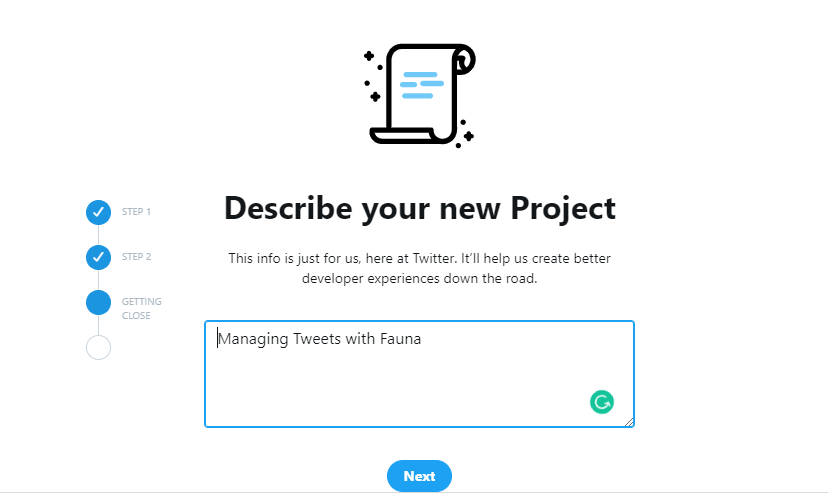 Describe your new Project
This info is just for us, here at Twitter. It'll help us create better
developer experiences down the road.
STEP 1
STEP 2
GETTING
CLOSE
Managing Tweets with Fauna
Next